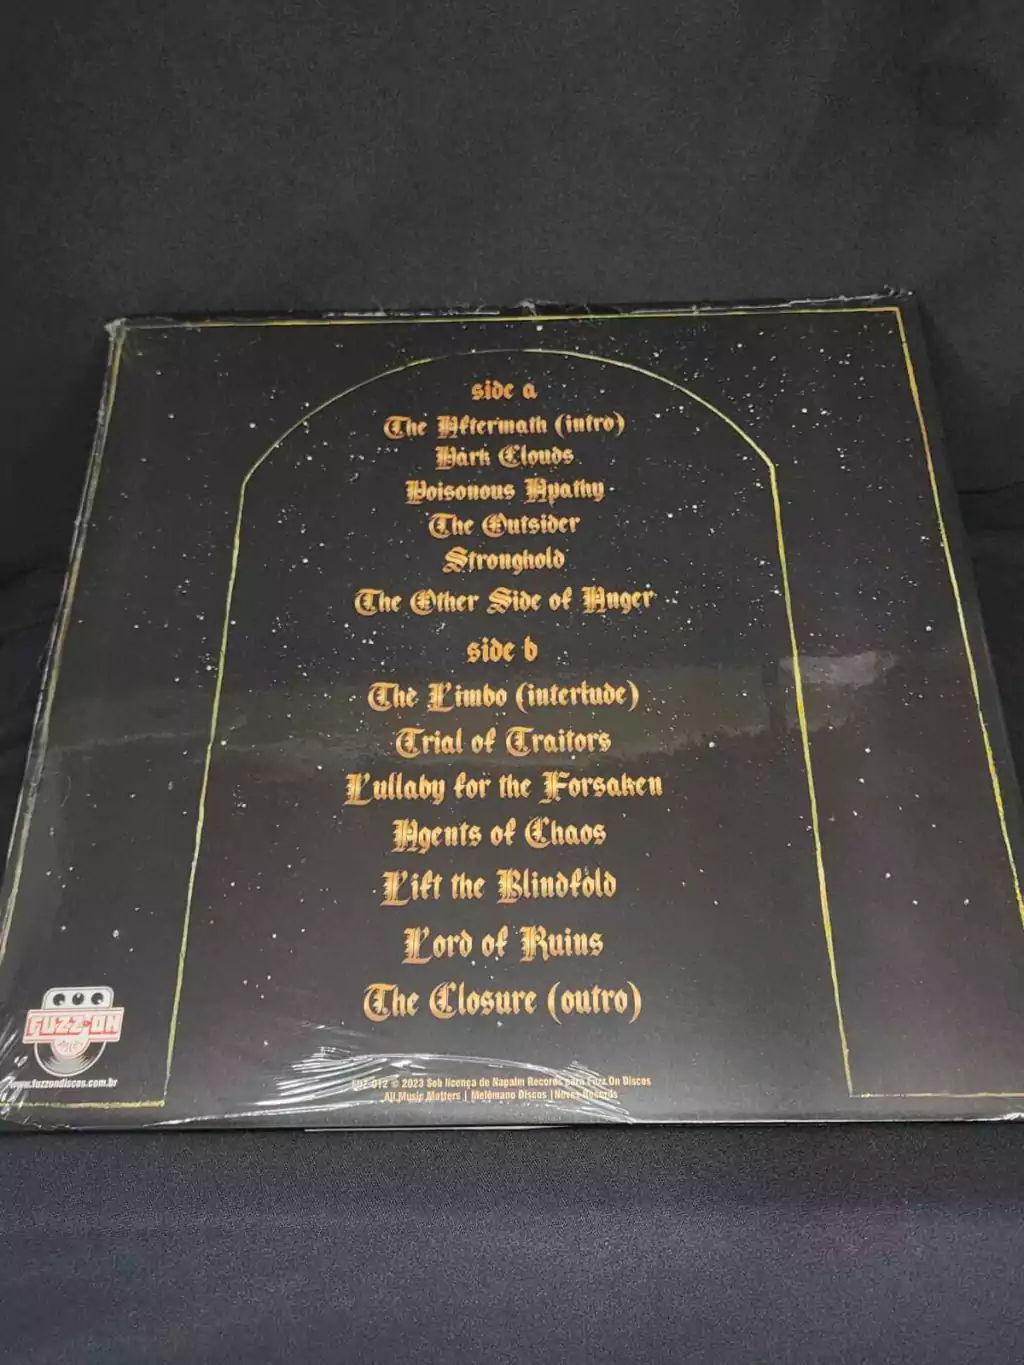 side a
The Aftermath (intro)
Dark Clouds
Poisonous Apathy
The Outsider
Stronghold
The Other Side of Anger
side b
The Limbo (interlude)
Trial of Traitors
Lullaby for the Forsaken
Agents of Chaos
Lift the Blindfold
Lord of Ruins
The Closure (outro)
FUZZ-ON
www.fuzzondiscos.com.br
FUZ-012 © 2023 Sob licença de Napalm Records para Fuzz On Discos
All Music Matters | Melômano Discos | Neves Records